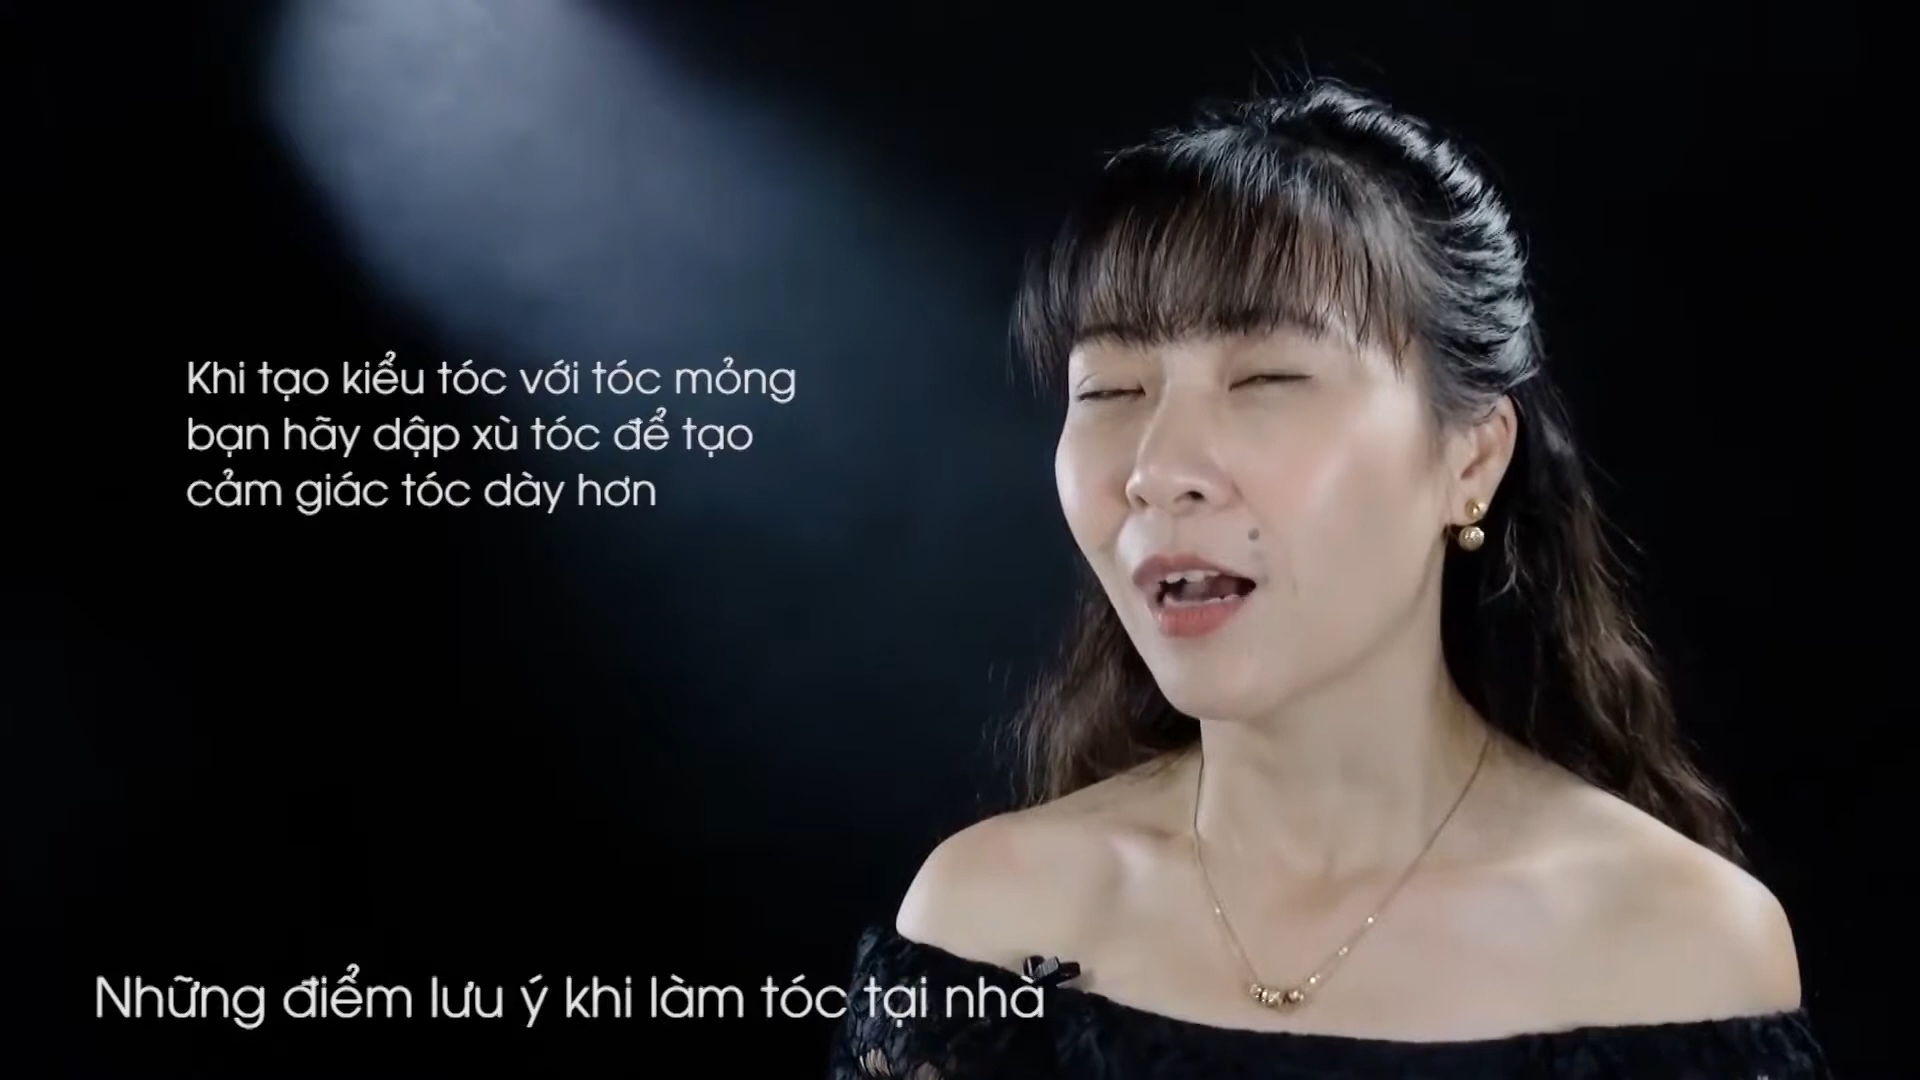 Khi tạo kiểu tóc với tóc mỏng
bạn hãy dập xù tóc để tạo
cảm giác tóc dày hơn
Những điểm lưu ý khi làm tóc tại nhà